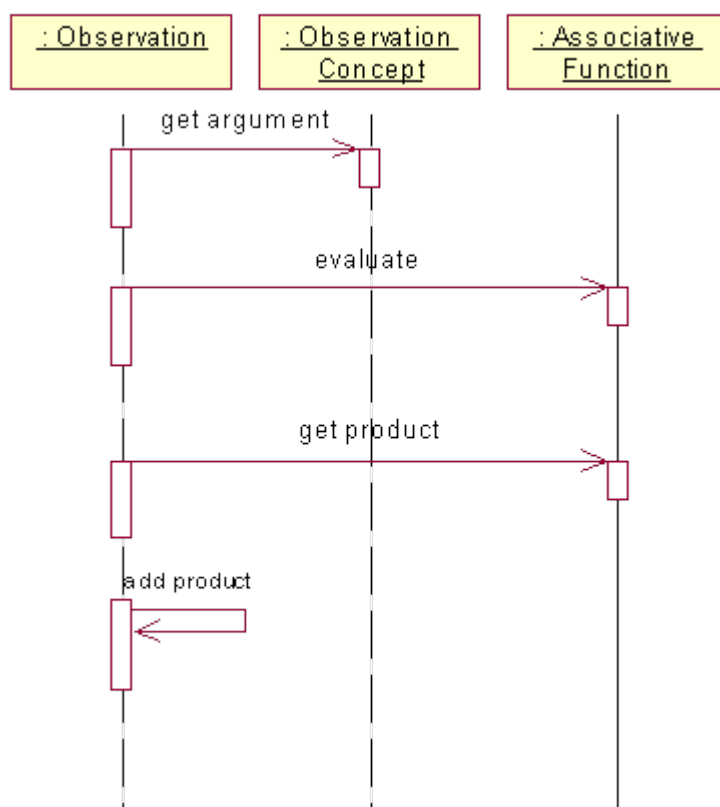 : Observation
: Observation
Concept
: Associative
Function
get argument
evaluate
get product
add product